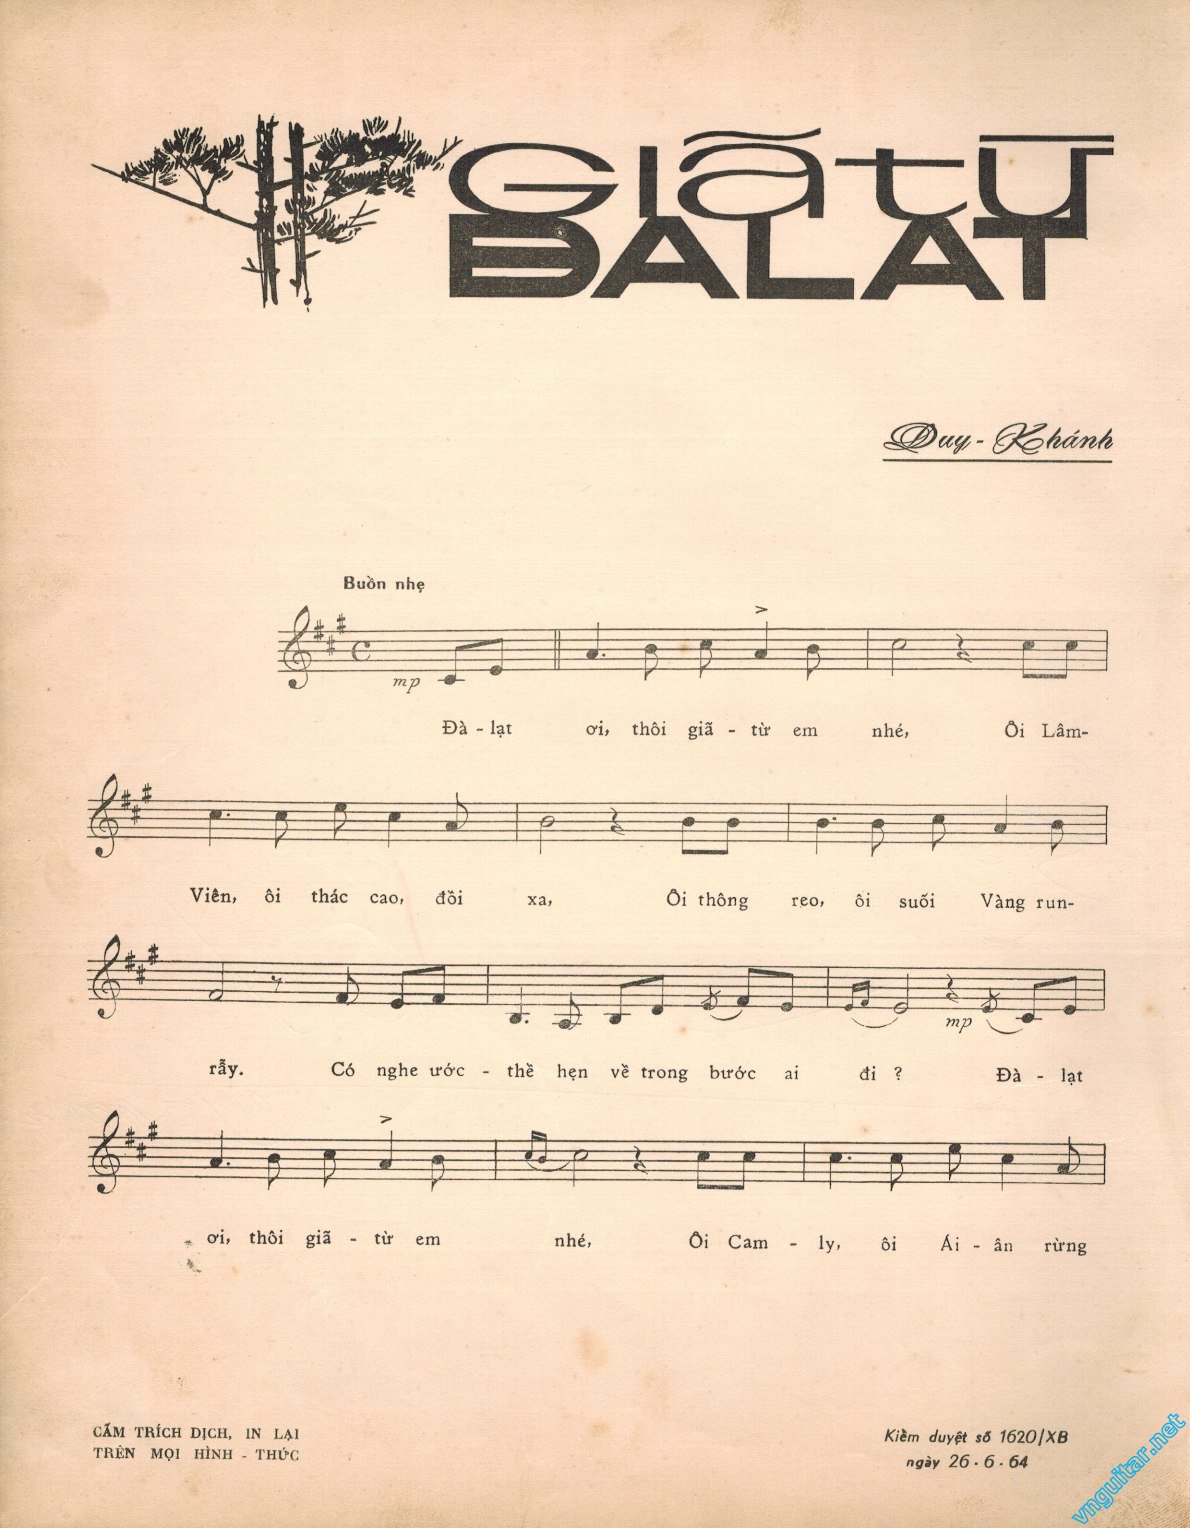 Giã từ
ĐALAT
Duy - Khánh
Buồn nhẹ
mp
Đà - lạt ơi, thôi giã - từ em nhé, Ôi Lâm-
Viên, ôi thác cao, đồi xa, Ôi thông reo, ôi suối Vàng run-
mp
rẫy. Có nghe ước - thề hẹn về trong bước ai đi ? Đà - lạt
ơi, thôi giã - từ em nhé, Ôi Cam - ly, ôi Ái - ân rừng
CẤM TRÍCH DỊCH, IN LẠI
TRÊN MỌI HÌNH - THỨC
Kiểm duyệt số 1620/XB
ngày 26 - 6 - 64
vnguitar.net